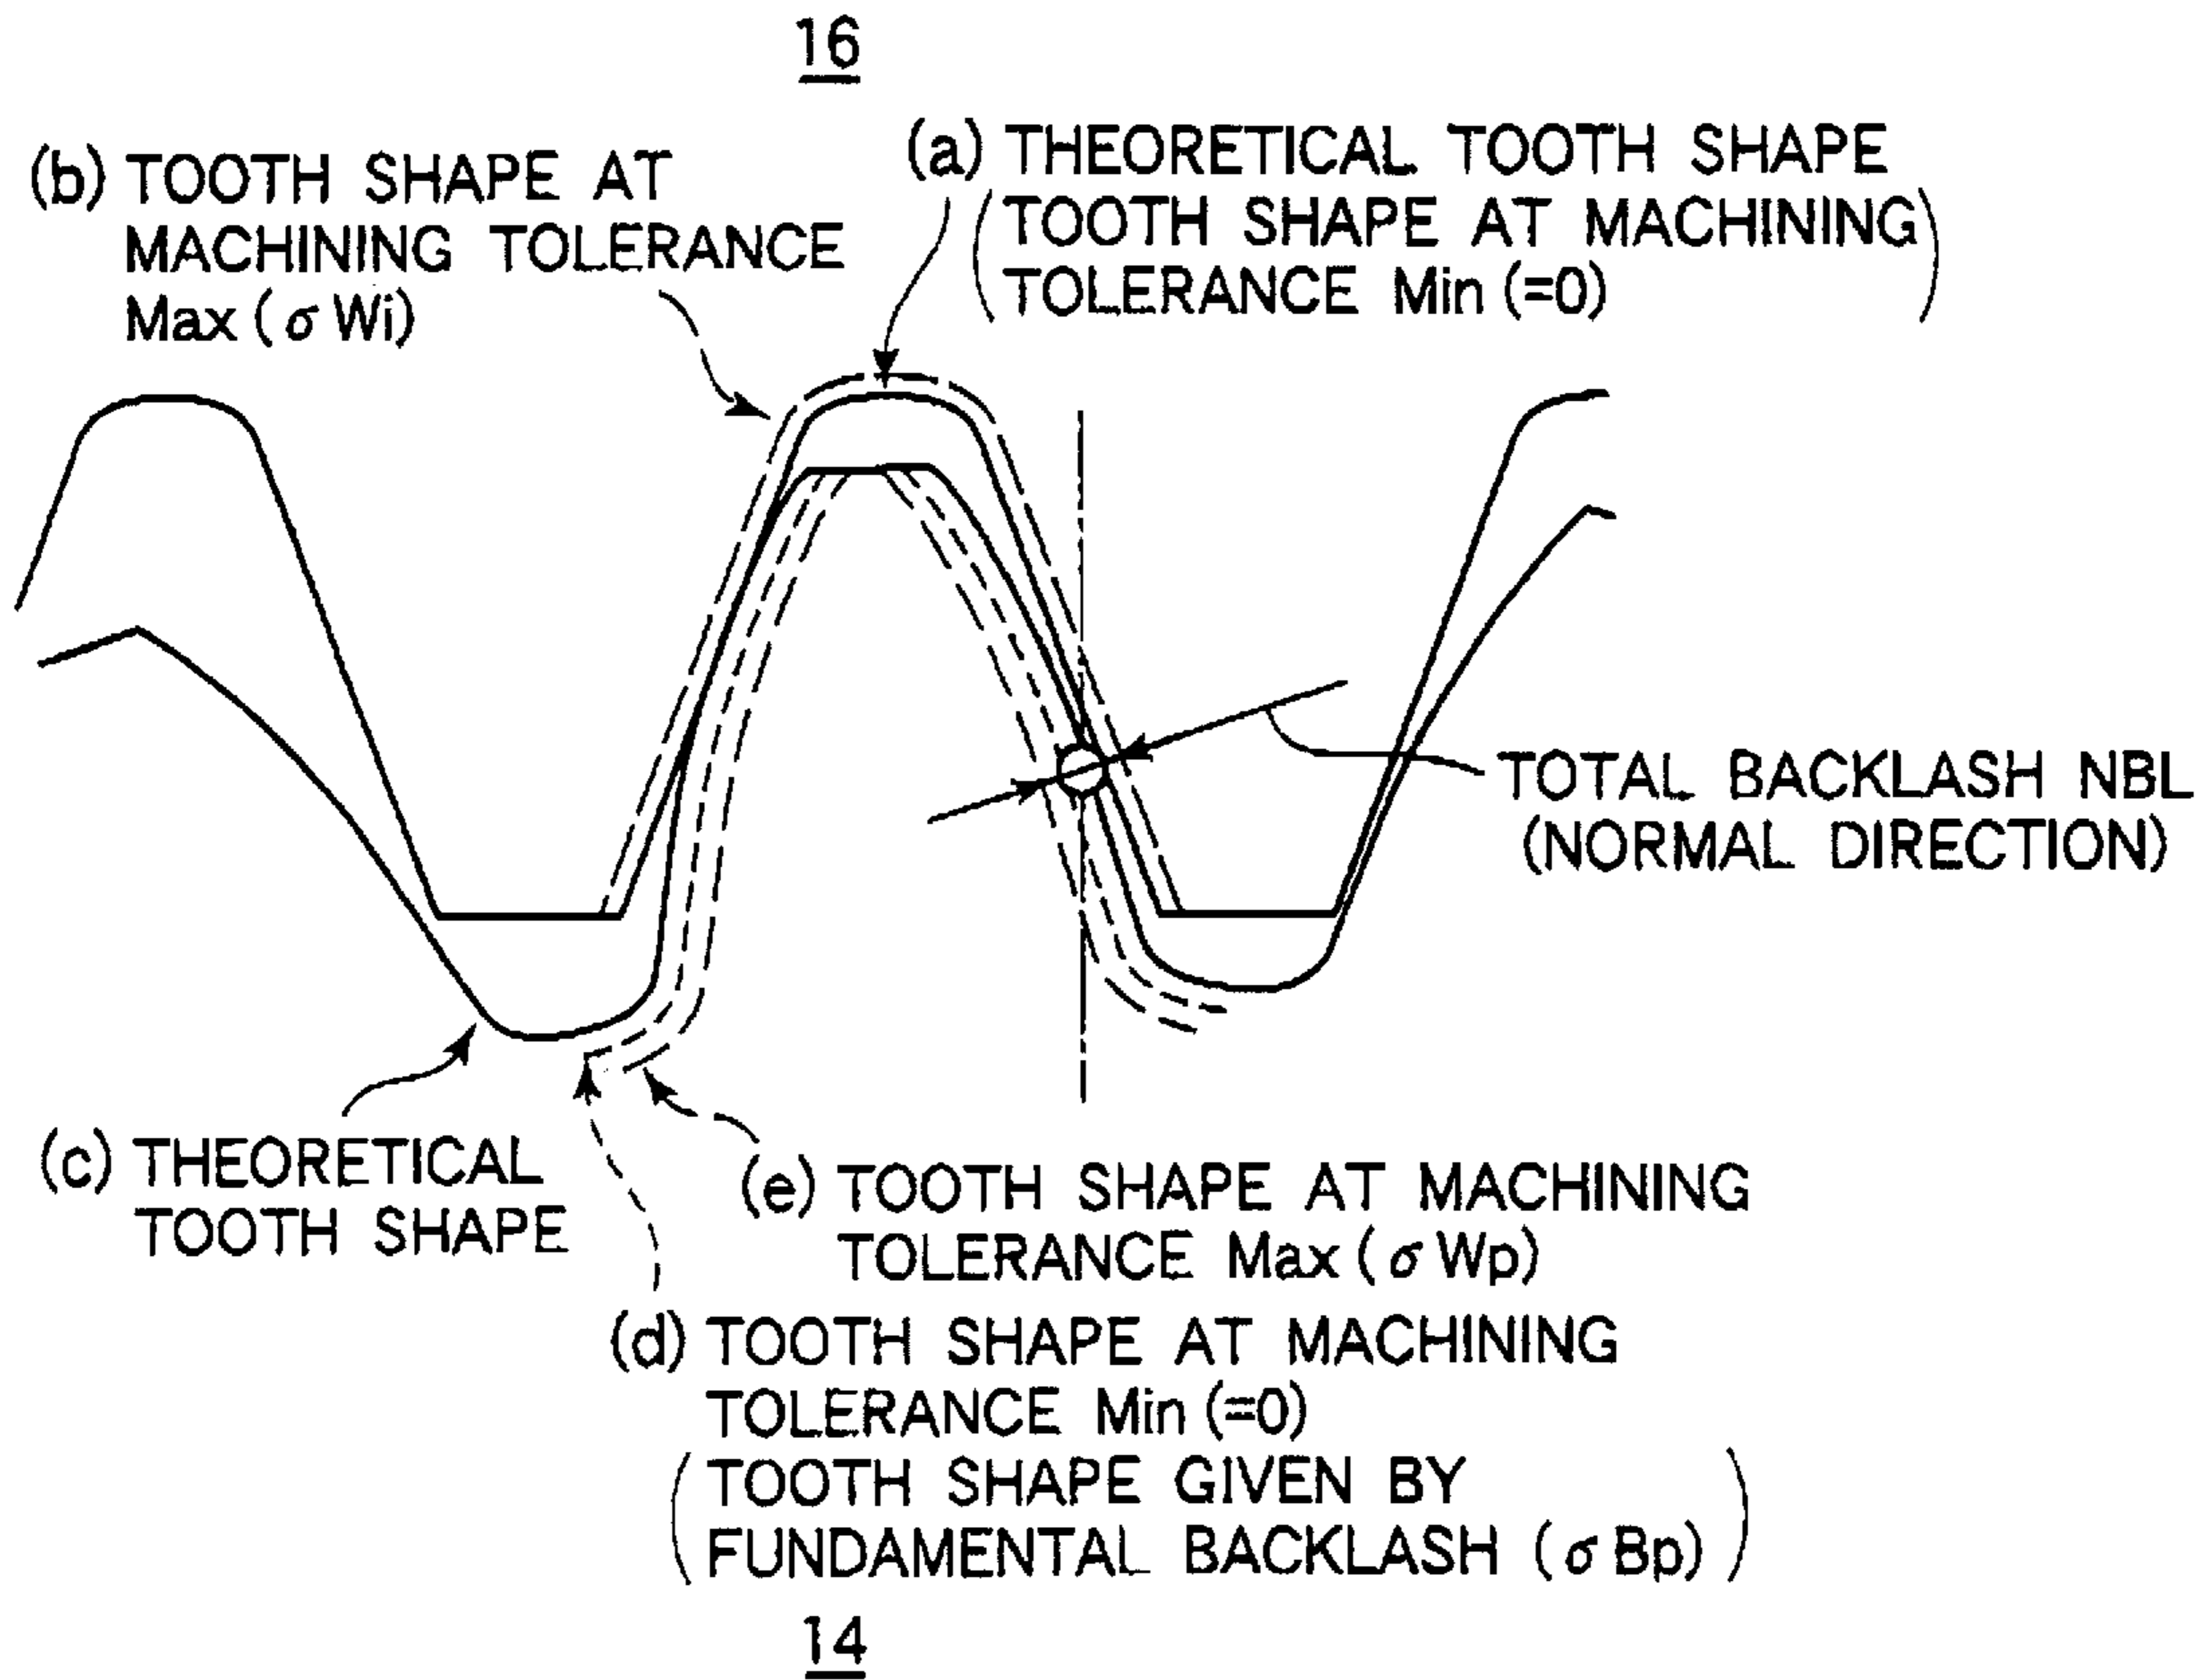 16
(a) THEORETICAL TOOTH SHAPE
(TOOTH SHAPE AT MACHINING
TOLERANCE Min (=0))
(b) TOOTH SHAPE AT
MACHINING TOLERANCE
Max (σ Wi)
TOTAL BACKLASH NBL
(NORMAL DIRECTION)
(c) THEORETICAL
TOOTH SHAPE
(e) TOOTH SHAPE AT MACHINING
TOLERANCE Max (σ Wp)
(d) TOOTH SHAPE AT MACHINING
TOLERANCE Min (=0)
(TOOTH SHAPE GIVEN BY
FUNDAMENTAL BACKLASH (σ Bp))
14